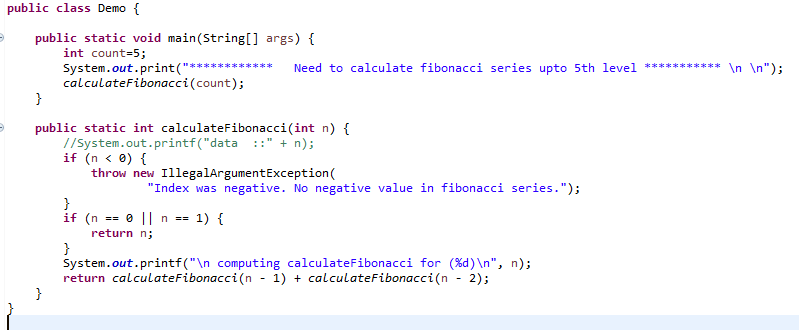 public class Demo {
public static void main(String[] args) {
int count=5;
System.out.print("************   Need to calculate fibonacci series upto 5th level *********** \n \n");
calculateFibonacci(count);
}
public static int calculateFibonacci(int n) {
//System.out.printf("data  ::" + n);
if (n < 0) {
throw new IllegalArgumentException(
"Index was negative. No negative value in fibonacci series.");
}
if (n == 0 || n == 1) {
return n;
}
System.out.printf("\n computing calculateFibonacci for (%d)\n", n);
return calculateFibonacci(n - 1) + calculateFibonacci(n - 2);
}
}